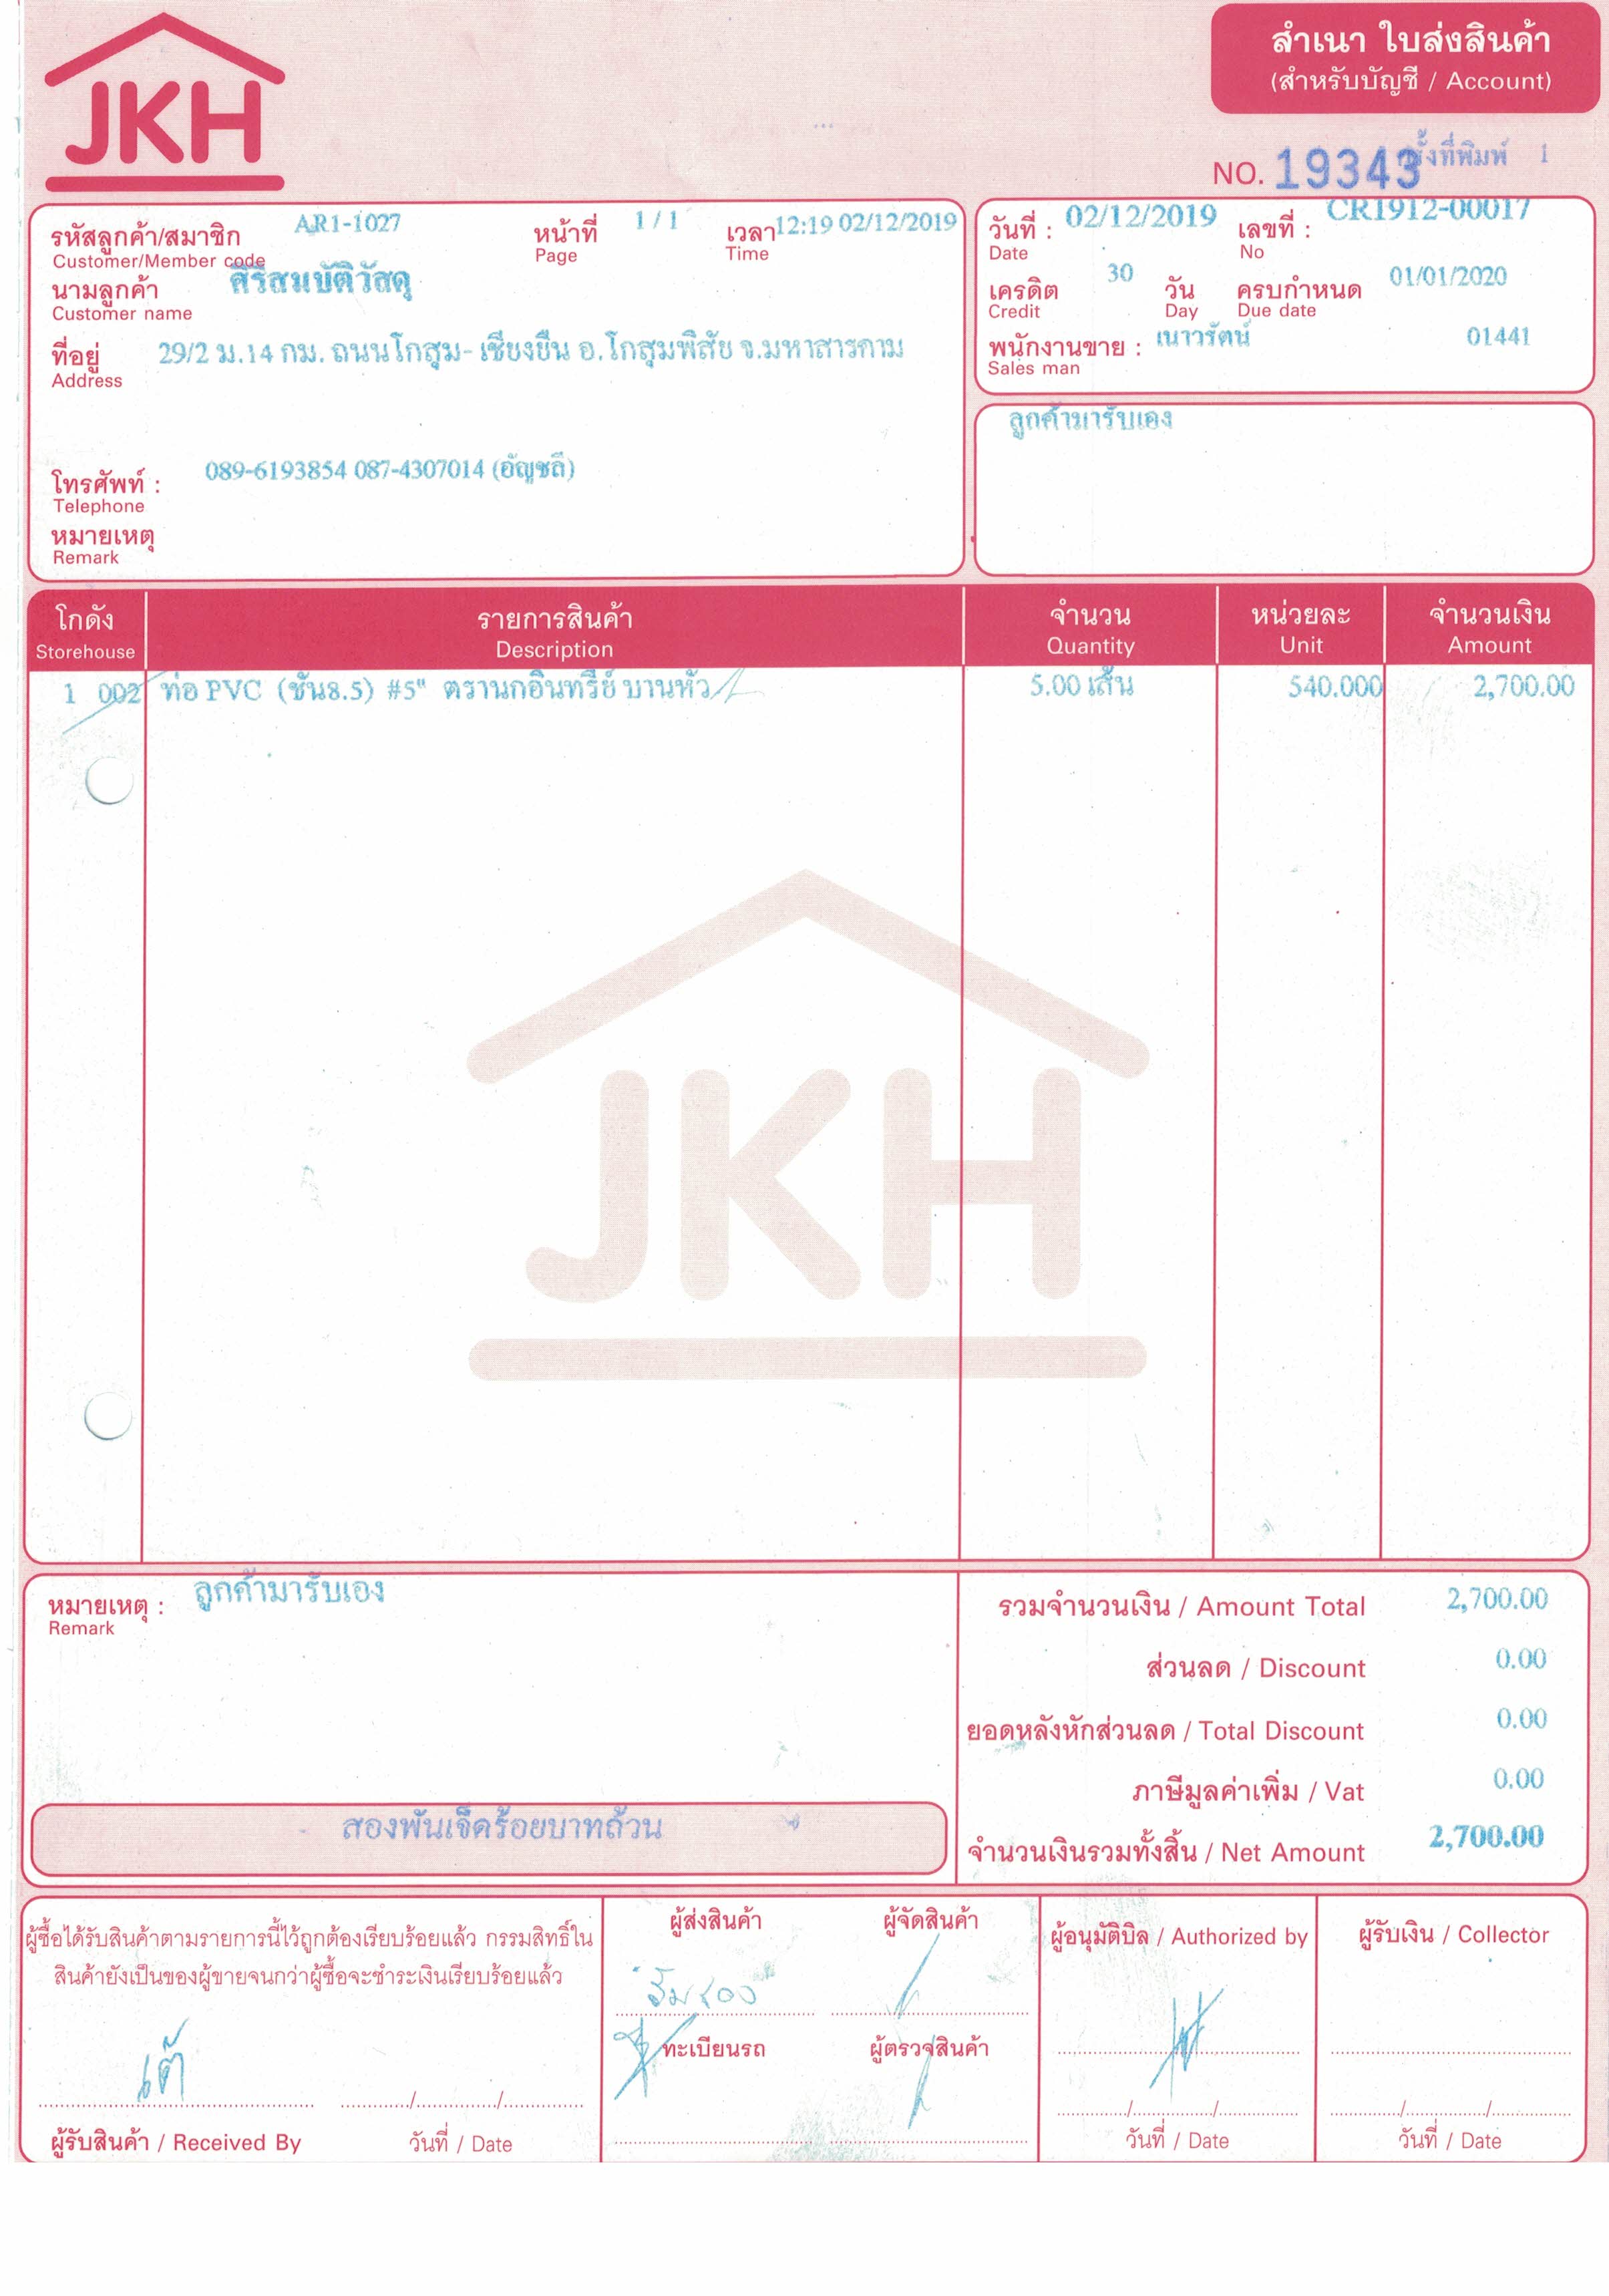 JKH
สำเนา ใบส่งสินค้า
(สำหรับบัญชี / Account)
NO. 19343 ครั้งที่พิมพ์ 1
รหัสลูกค้า/สมาชิก AR1-1027 หน้าที่ 1 / 1 เวลา 12:19 02/12/2019
Customer/Member code Page Time
นามลูกค้า ศิริสมบัติวัสดุ
Customer name
ที่อยู่ 29/2 ม.14 กม. ถนนโกสุม- เชียงยืน อ.โกสุมพิสัย จ.มหาสารคาม
Address
โทรศัพท์ : 089-6193854 087-4307014 (อัญชลี)
Telephone
หมายเหตุ
Remark
วันที่ : 02/12/2019 เลขที่ : CR1912-00017
Date No
เครดิต 30 วัน ครบกำหนด 01/01/2020
Credit Day Due date
พนักงานขาย : เนาวรัตน์ 01441
Sales man
ลูกค้ามารับเอง
โกดัง รายการสินค้า จำนวน หน่วยละ จำนวนเงิน
Storehouse Description Quantity Unit Amount
1 002 ท่อ PVC (ชั้น8.5) #5" ตรานกอินทรีย์ บานหัว 5.00 เส้น 540.000 2,700.00
JKH
หมายเหตุ : ลูกค้ามารับเอง
Remark
รวมจำนวนเงิน / Amount Total 2,700.00
ส่วนลด / Discount 0.00
ยอดหลังหักส่วนลด / Total Discount 0.00
ภาษีมูลค่าเพิ่ม / Vat 0.00
สองพันเจ็ดร้อยบาทถ้วน
จำนวนเงินรวมทั้งสิ้น / Net Amount 2,700.00
ผู้ซื้อได้รับสินค้าตามรายการนี้ไว้ถูกต้องเรียบร้อยแล้ว กรรมสิทธิ์ใน
สินค้ายังเป็นของผู้ขายจนกว่าผู้ซื้อจะชำระเงินเรียบร้อยแล้ว
เต๋
ผู้รับสินค้า / Received By วันที่ / Date
ผู้ส่งสินค้า ผู้จัดสินค้า
ทะเบียนรถ ผู้ตรวจสินค้า
ผู้อนุมัติบิล / Authorized by
วันที่ / Date
ผู้รับเงิน / Collector
วันที่ / Date